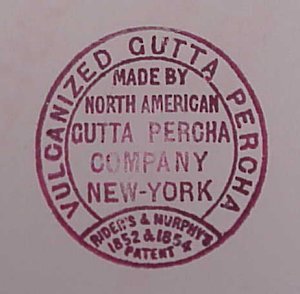 VULCANIZED GUTTA PERCHA
MADE BY
NORTH AMERICAN
GUTTA PERCHA
COMPANY
NEW-YORK
RIDER'S & MURPHY'S
1852 & 1854
PATENT